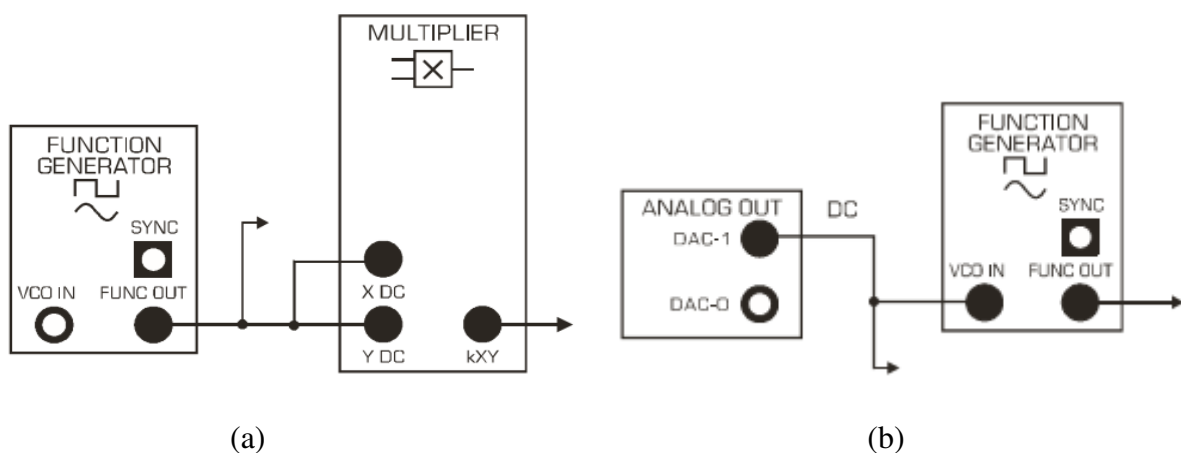 MULTIPLIER
X
FUNCTION
GENERATOR
SYNC
VCO IN
FUNC OUT
X DC
Y DC
kXY
(a)
ANALOG OUT
DAC-1
DAC-0
DC
FUNCTION
GENERATOR
SYNC
VCO IN
FUNC OUT
(b)